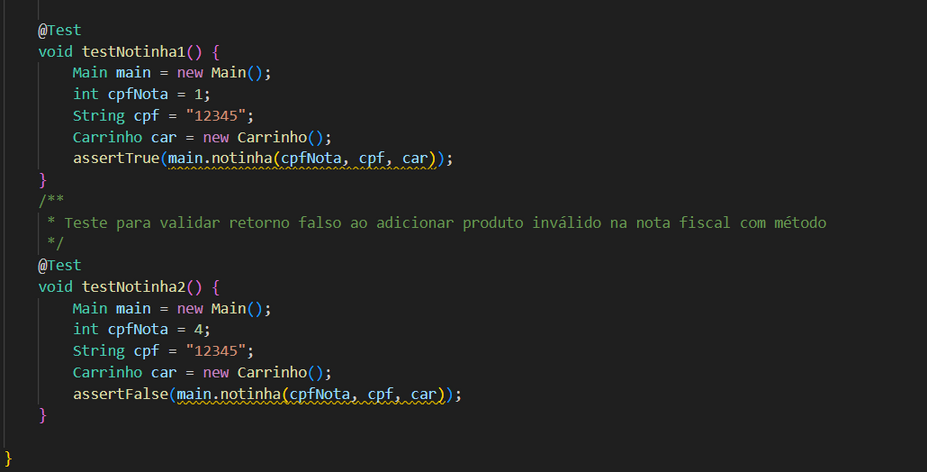 @Test
void testNotinha1() {
Main main = new Main();
int cpfNota = 1;
String cpf = "12345";
Carrinho car = new Carrinho();
assertTrue(main.notinha(cpfNota, cpf, car));
}
/**
* Teste para validar retorno falso ao adicionar produto inválido na nota fiscal com método
*/
@Test
void testNotinha2() {
Main main = new Main();
int cpfNota = 4;
String cpf = "12345";
Carrinho car = new Carrinho();
assertFalse(main.notinha(cpfNota, cpf, car));
}
}